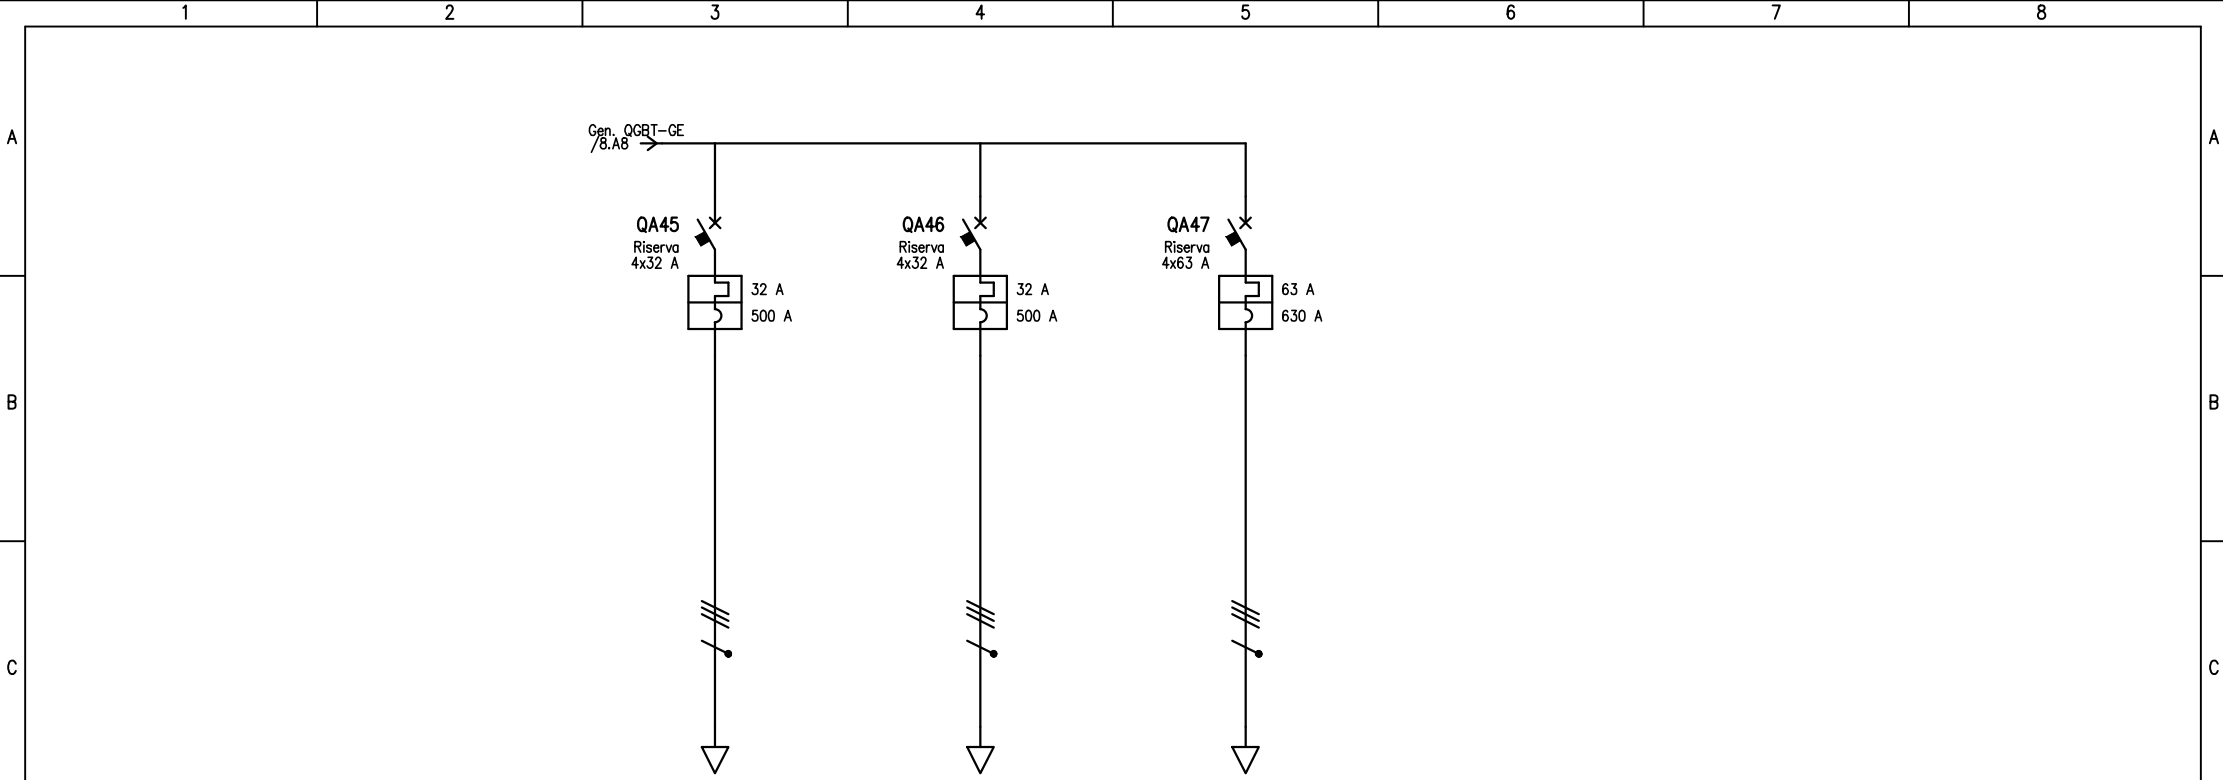 1 2 3 4 5 6 7 8
A A
Gen. QGBT-GE
/8.A8
QA45 QA46 QA47
Riserva Riserva Riserva
4x32 A 4x32 A 4x63 A
32 A 32 A 63 A
500 A 500 A 630 A
B B
C C